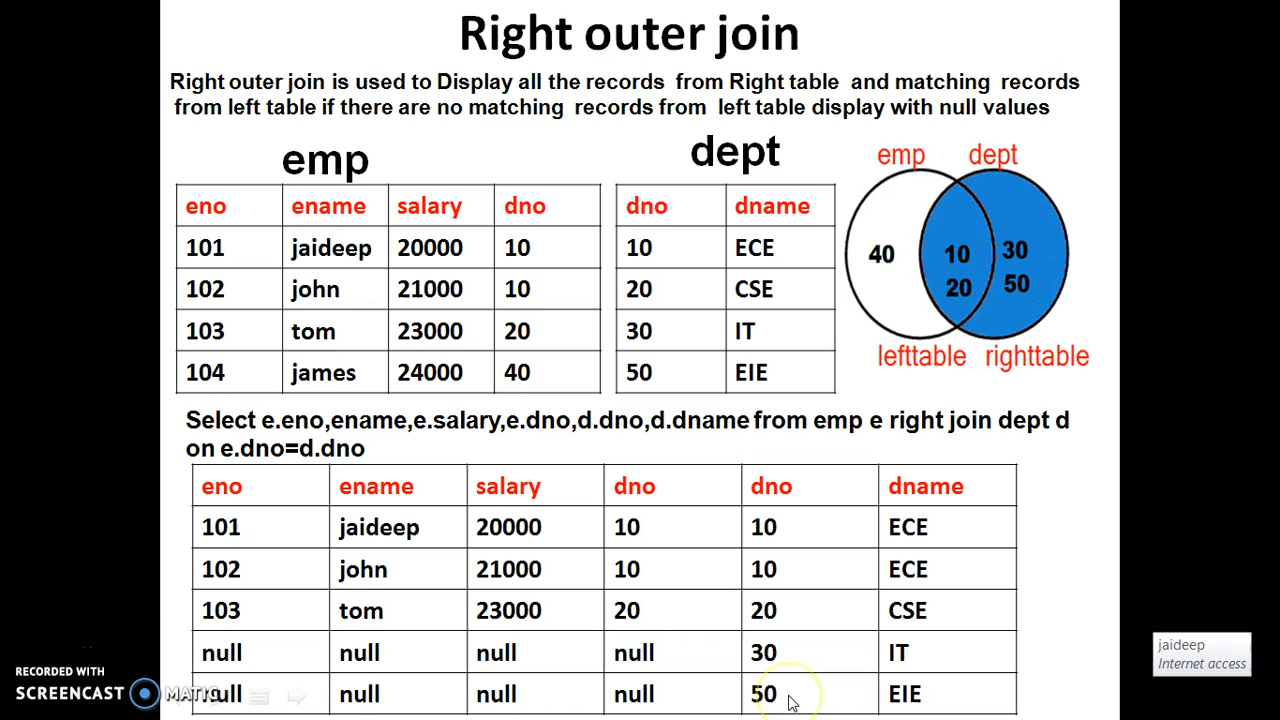 Right outer join
Right outer join is used to Display all the records from Right table and matching records
from left table if there are no matching records from left table display with null values
emp
eno ename salary dno
101 jaideep 20000 10
102 john 21000 10
103 tom 23000 20
104 james 24000 40
dept
dno dname
10 ECE
20 CSE
30 IT
50 EIE
emp dept
40 10 30
20 50
lefttable righttable
Select e.eno,ename,e.salary,e.dno,d.dno,d.dname from emp e right join dept d
on e.dno=d.dno
eno ename salary dno dno dname
101 jaideep 20000 10 10 ECE
102 john 21000 10 10 ECE
103 tom 23000 20 20 CSE
null null null null 30 IT
null null null null 50 EIE
jaideep
Internet access
RECORDED WITH
SCREENCAST MATIC